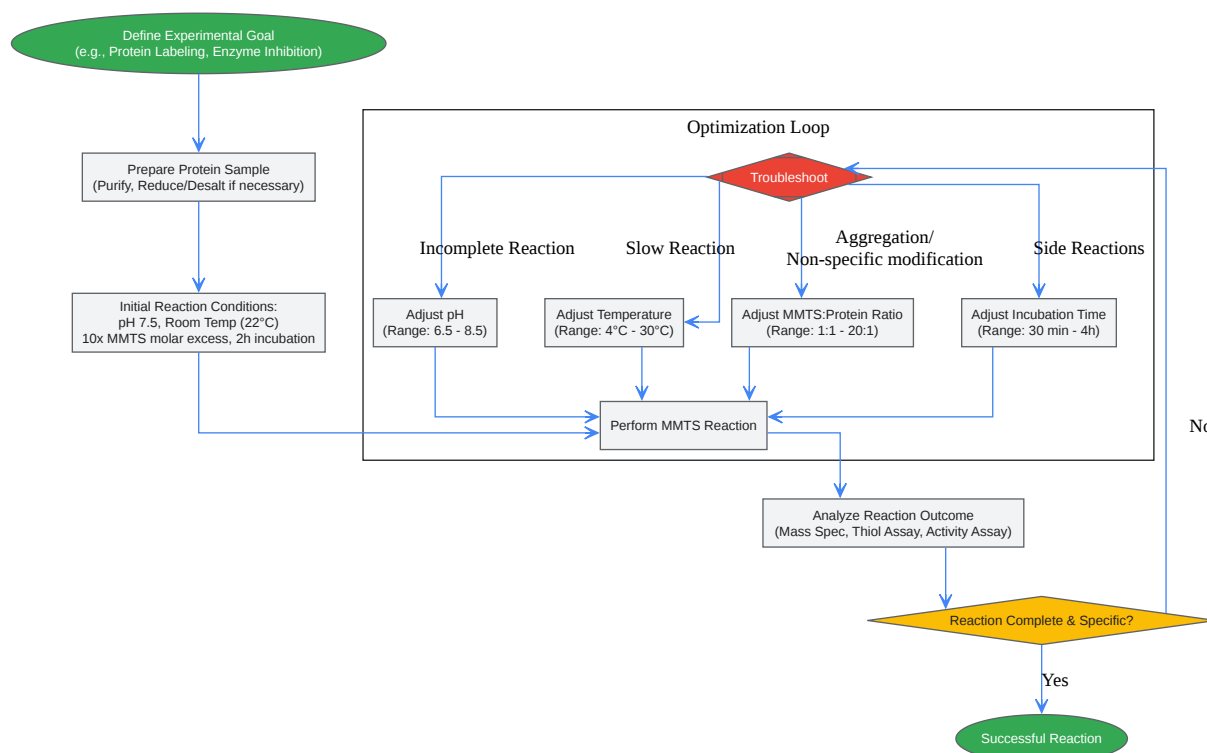 Define Experimental Goal
(e.g., Protein Labeling, Enzyme Inhibition)
Prepare Protein Sample
(Purify, Reduce/Desalt if necessary)
Initial Reaction Conditions:
pH 7.5, Room Temp (22°C)
10x MMTS molar excess, 2h incubation
Optimization Loop
Troubleshoot
Incomplete Reaction
Slow Reaction
Aggregation/
Non-specific modification
Side Reactions
Adjust pH
(Range: 6.5 - 8.5)
Adjust Temperature
(Range: 4°C - 30°C)
Adjust MMTS:Protein Ratio
(Range: 1:1 - 20:1)
Adjust Incubation Time
(Range: 30 min - 4h)
Perform MMTS Reaction
No
Analyze Reaction Outcome
(Mass Spec, Thiol Assay, Activity Assay)
Reaction Complete & Specific?
Yes
Successful Reaction